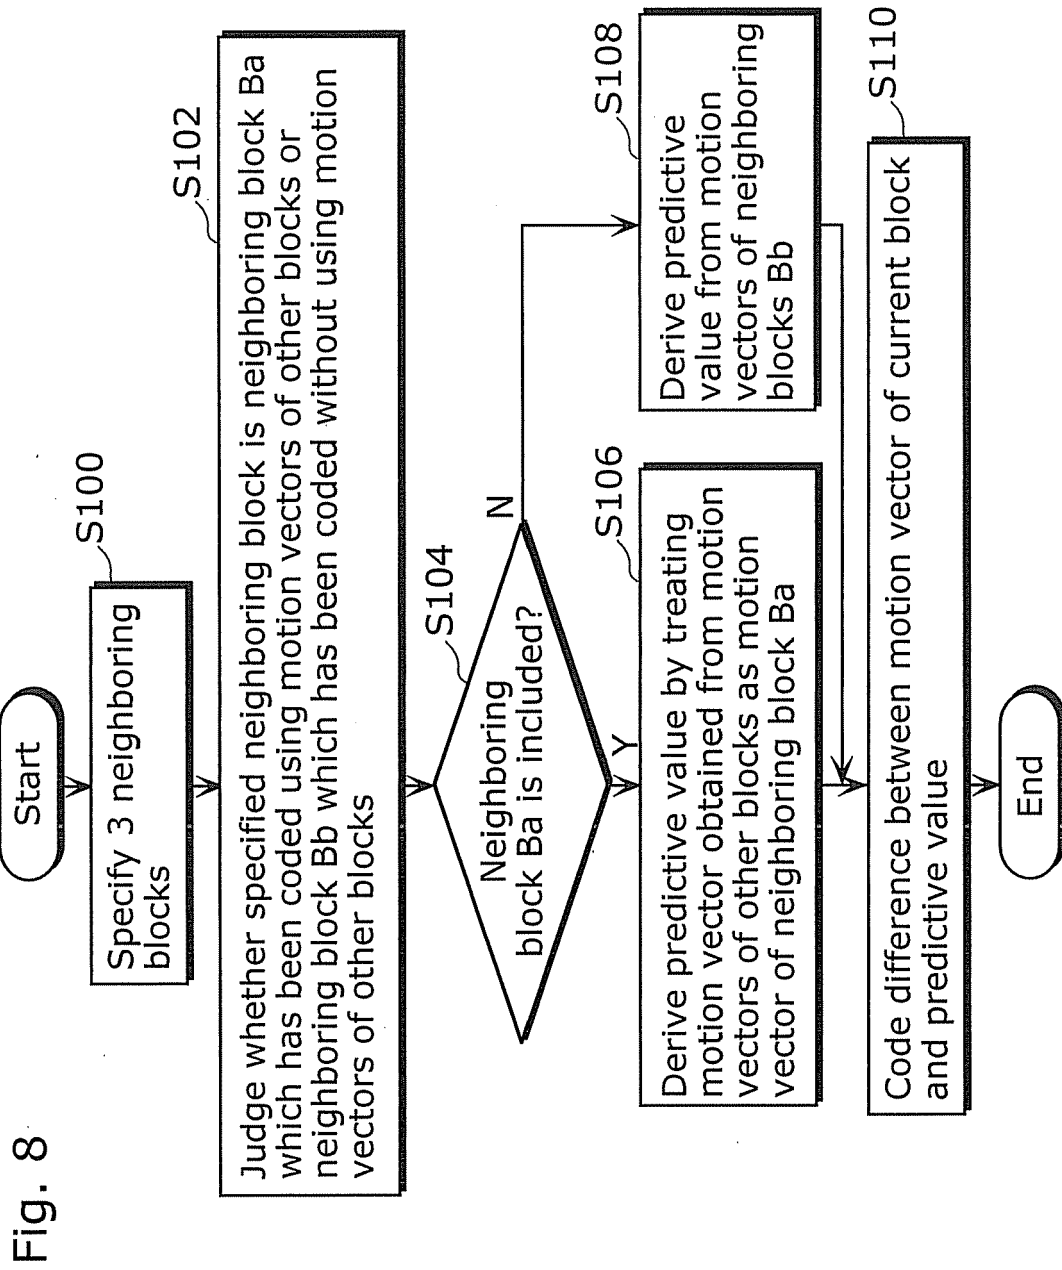 Fig. 8
Start
S100
Specify 3 neighboring
blocks
S102
Judge whether specified neighboring block is neighboring block Ba
which has been coded using motion vectors of other blocks or
neighboring block Bb which has been coded without using motion
vectors of other blocks
S104
Neighboring
block Ba is included?
N
Y
S106
Derive predictive value by treating
motion vector obtained from motion
vectors of other blocks as motion
vector of neighboring block Ba
S108
Derive predictive
value from motion
vectors of neighboring
blocks Bb
S110
Code difference between motion vector of current block
and predictive value
End